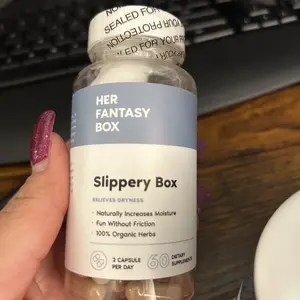 SEALED FOR YOUR PROTECTION
HER
FANTASY
BOX
Slippery Box
RELIEVES DRYNESS
• Naturally Increases Moisture
• Fun Without Friction
• 100% Organic Herbs
3 CAPSULE
PER DAY
60
DIETARY
SUPPLEMENTS